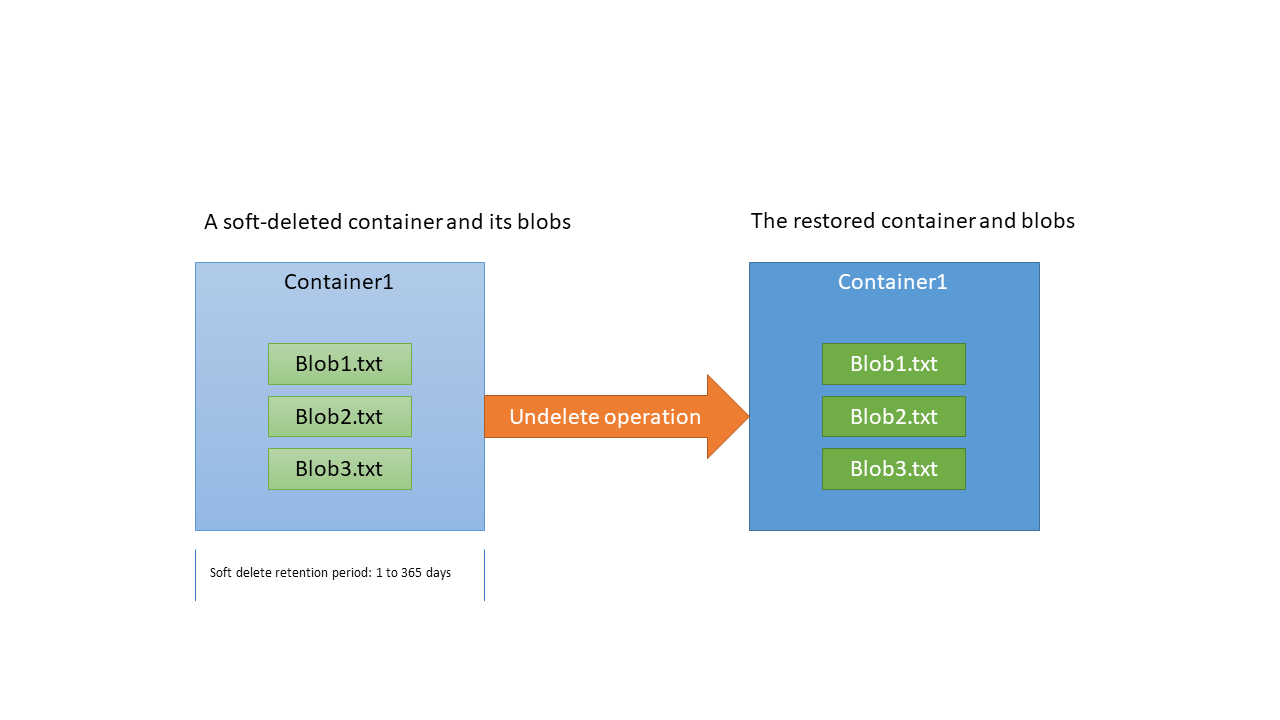 A soft-deleted container and its blobs
Container1
Blob1.txt
Blob2.txt
Blob3.txt
Soft delete retention period: 1 to 365 days
Undelete operation
The restored container and blobs
Container1
Blob1.txt
Blob2.txt
Blob3.txt